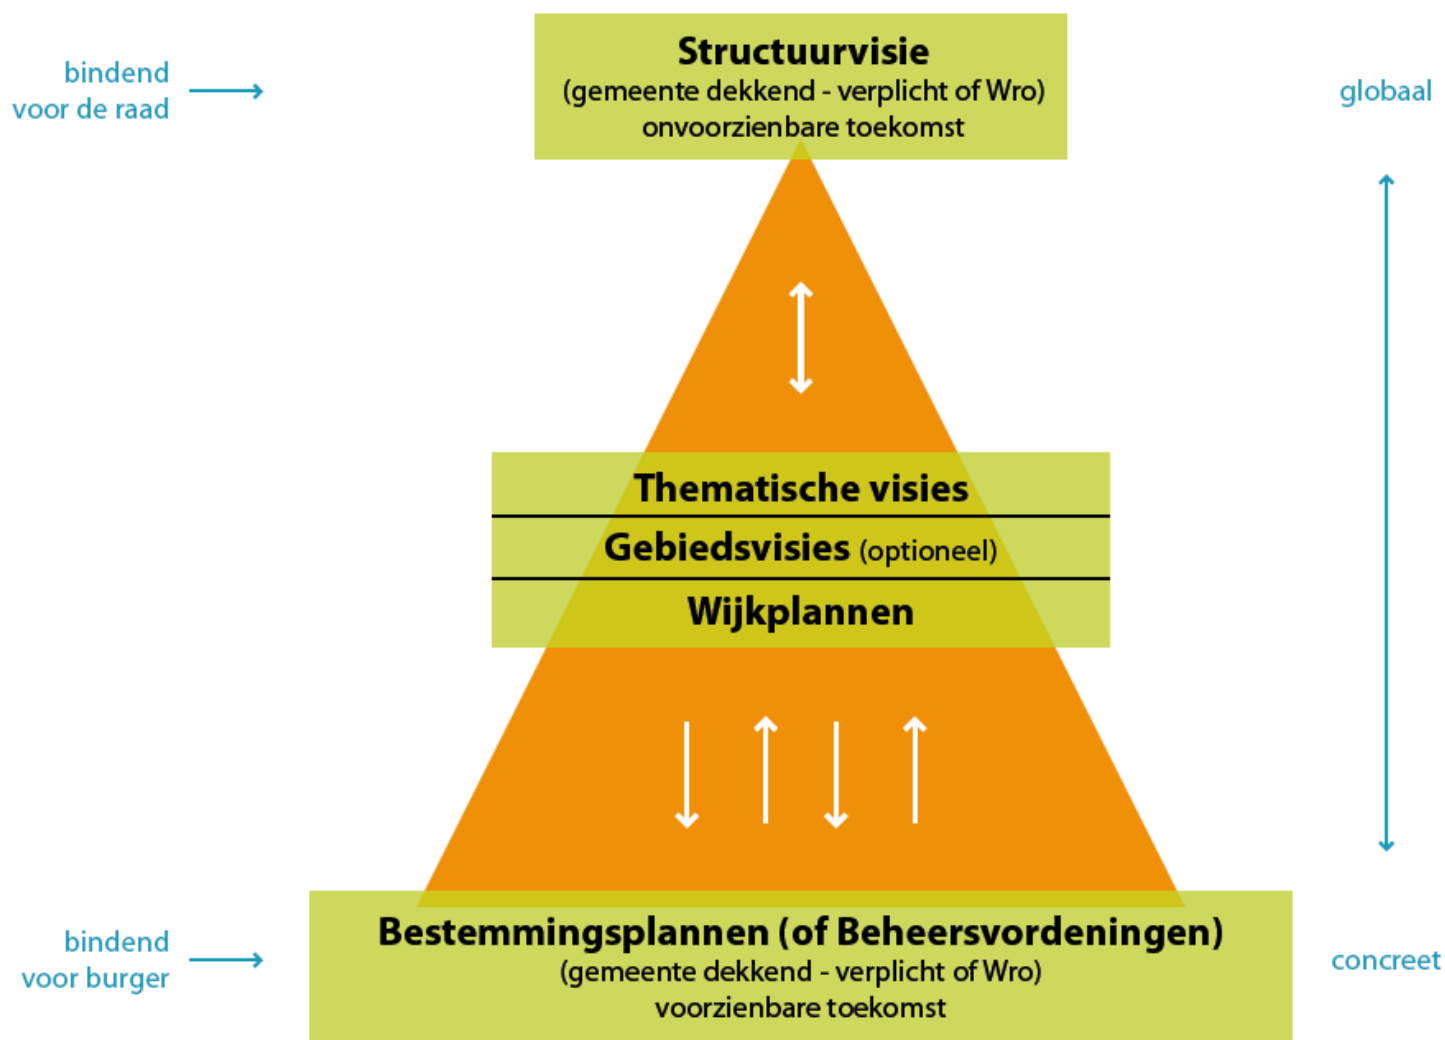 Structuurvisie
(gemeente dekkend - verplicht of Wro)
onvoorzienbare toekomst
bindend
voor de raad
globaal
Thematische visies
Gebiedsvisies (optioneel)
Wijkplannen
Bestemmingsplannen (of Beheersvordeningen)
(gemeente dekkend - verplicht of Wro)
voorzienbare toekomst
bindend
voor burger
concreet